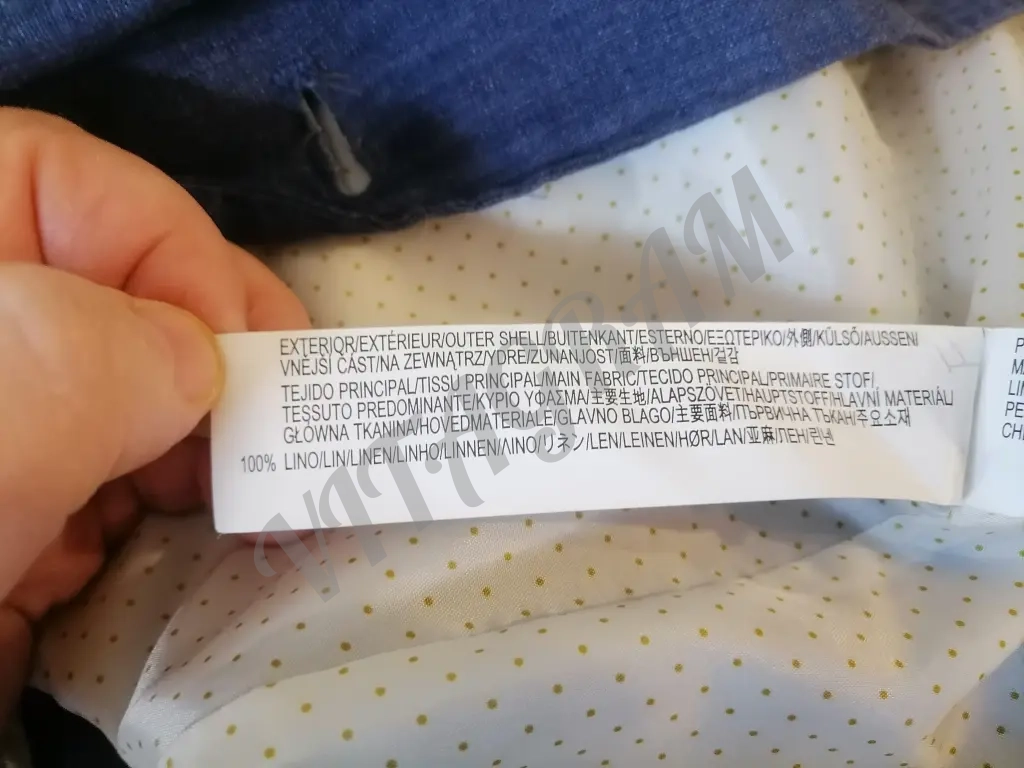 EXTERIOR/EXTÉRIEUR/OUTER SHELL/BUITENKANT/ESTERNO/ΕΞΩΤΕΡΙΚΟ/外側/KÜLSŐ/AUSSEN/
VNĚJŠÍ ČÁST/NA ZEWNĄTRZ/YDRE/ZUNANJOST/面料/ВЪНШЕН/겉감
TEJIDO PRINCIPAL/TISSU PRINCIPAL/MAIN FABRIC/TECIDO PRINCIPAL/PRIMAIRE STOF/
TESSUTO PREDOMINANTE/ΚΥΡΙΟ ΥΦΑΣΜΑ/主要生地/ALAPSZÖVET/HAUPTSTOFF/HLAVNÍ MATERIÁL/
GŁÓWNA TKANINA/HOVEDMATERIALE/GLAVNO BLAGO/主要面料/ПЪРВИЧНА ТЪКАН/주요소재
100% LINO/LIN/LINEN/LINHO/LINNEN/ΛΙΝΟ/リネン/LEN/LEINEN/HØR/LAN/亚麻/ЛЕН/린넨
VITAGRAM